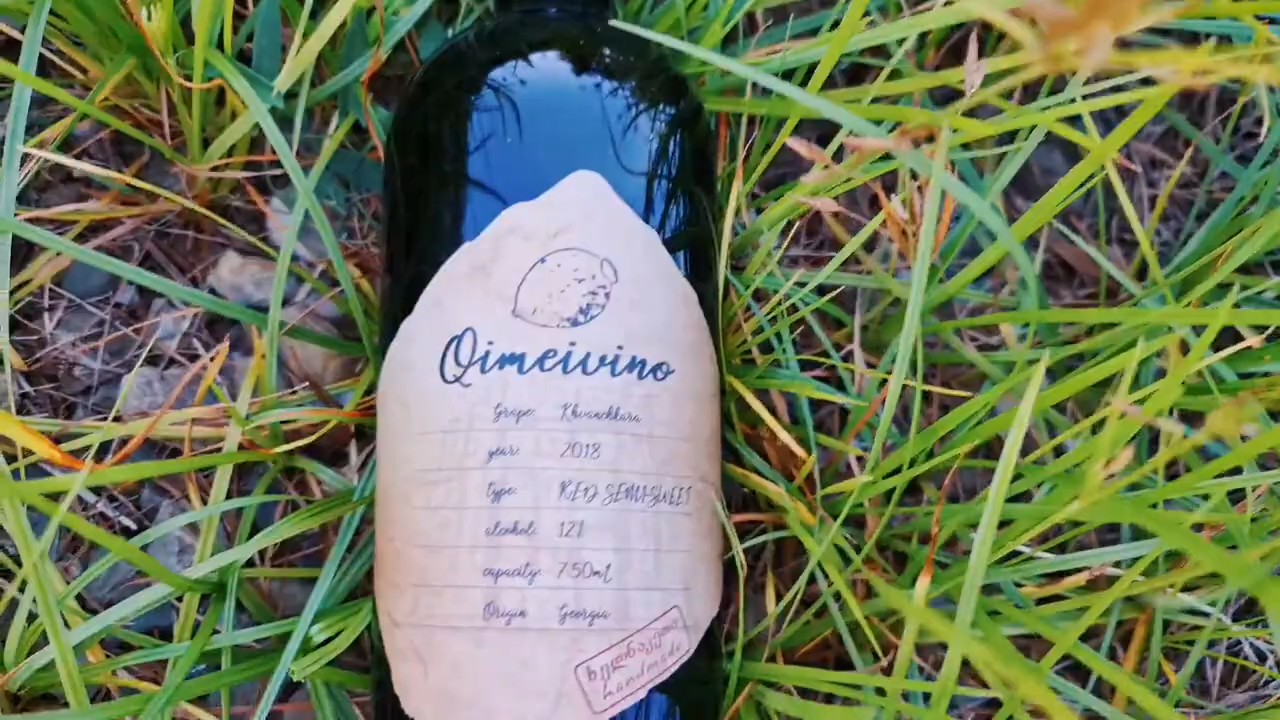 Qimeivino
Grape: Khvanchkara
year: 2018
type: RED SEMI-SWEET
alcohol: 12%
capacity: 750mL
Origin Georgia
handmade